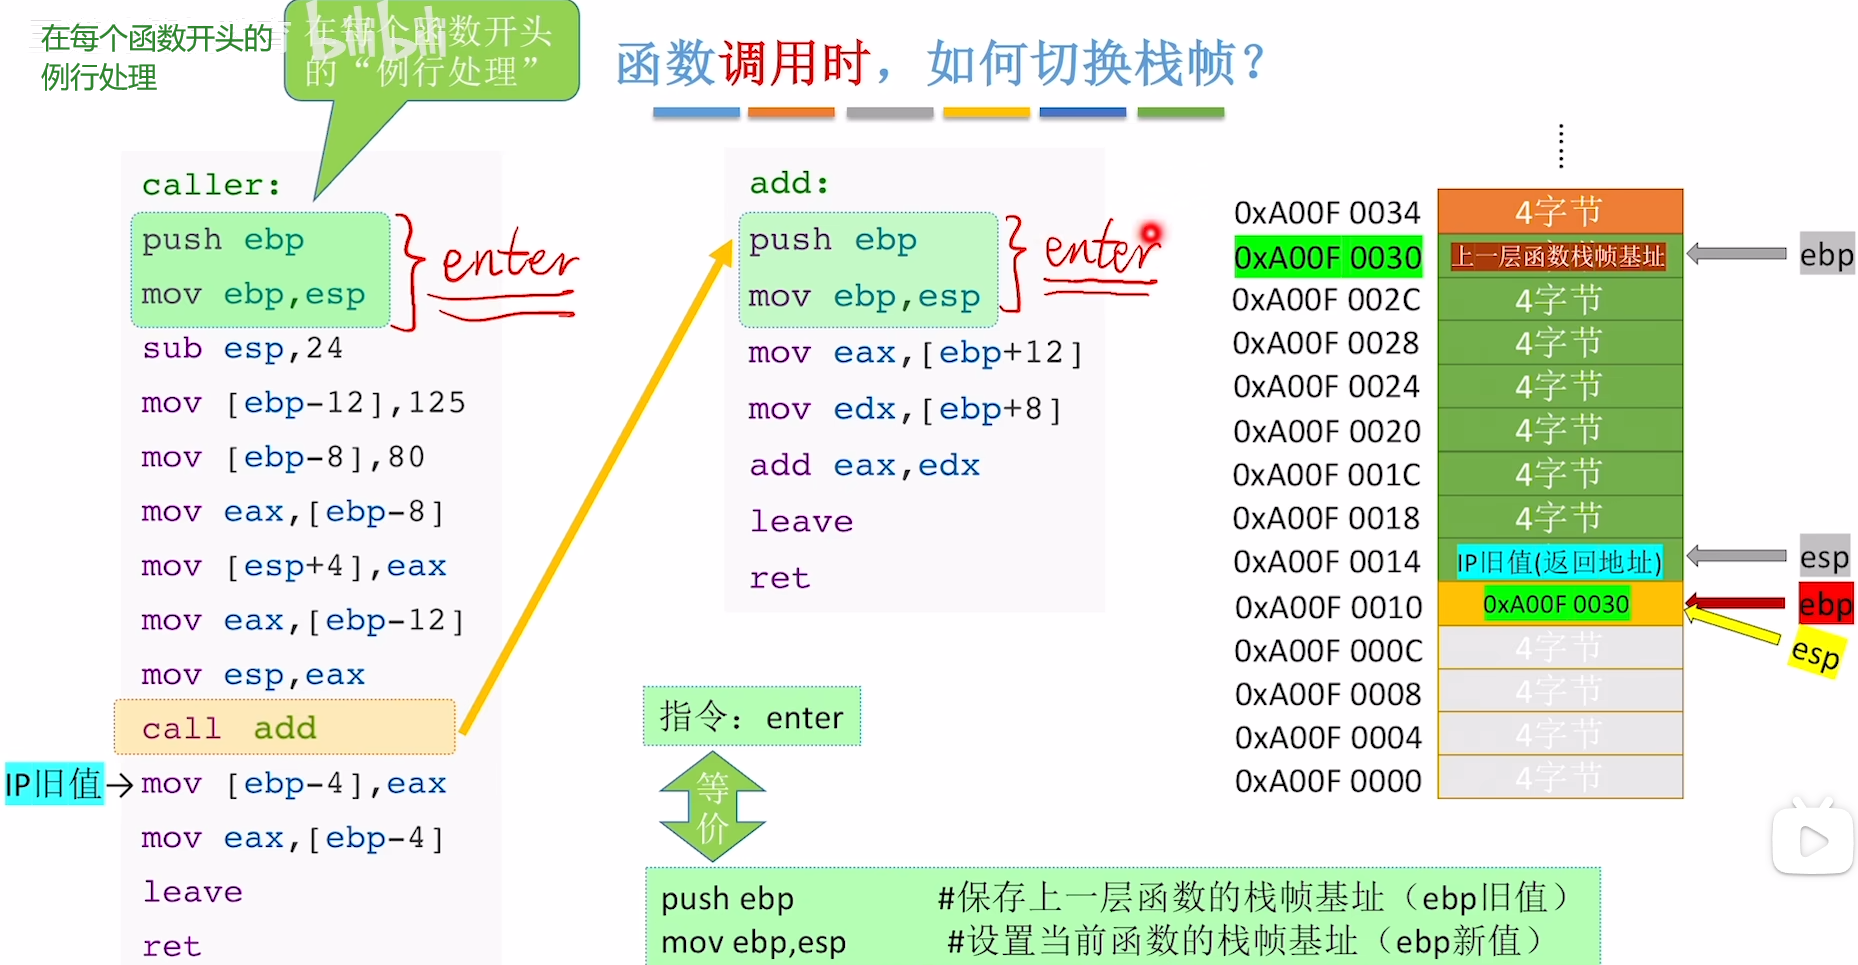 在每个函数开头的
例行处理
bilibili
在每个函数开头
的“例行处理”
函数调用时，如何切换栈帧？
caller:
push ebp
mov ebp,esp
enter
sub esp,24
mov [ebp-12],125
mov [ebp-8],80
mov eax,[ebp-8]
mov [esp+4],eax
mov eax,[ebp-12]
mov esp,eax
call add
IP旧值→
mov [ebp-4],eax
mov eax,[ebp-4]
leave
ret
add:
push ebp
mov ebp,esp
enter
mov eax,[ebp+12]
mov edx,[ebp+8]
add eax,edx
leave
ret
指令：enter
等
价
push ebp #保存上一层函数的栈帧基址（ebp旧值）
mov ebp,esp #设置当前函数的栈帧基址（ebp新值）
0xA00F 0034 4字节
0xA00F 0030 上一层函数栈帧基址 ebp
0xA00F 002C 4字节
0xA00F 0028 4字节
0xA00F 0024 4字节
0xA00F 0020 4字节
0xA00F 001C 4字节
0xA00F 0018 4字节
0xA00F 0014 IP旧值(返回地址) esp
0xA00F 0010 0xA00F 0030 ebp
esp
0xA00F 000C 4字节
0xA00F 0008 4字节
0xA00F 0004 4字节
0xA00F 0000 4字节